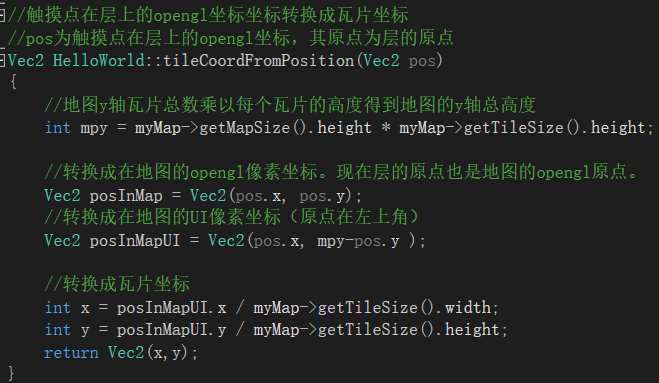 //触摸点在层上的opengl坐标坐标转换成瓦片坐标
//pos为触摸点在层上的opengl坐标，其原点为层的原点
Vec2 HelloWorld::tileCoordFromPosition(Vec2 pos)
{
//地图y轴瓦片总数乘以每个瓦片的高度得到地图的y轴总高度
int mpy = myMap->getMapSize().height * myMap->getTileSize().height;
//转换成在地图的opengl像素坐标。现在层的原点也是地图的opengl原点。
Vec2 posInMap = Vec2(pos.x, pos.y);
//转换成在地图的UI像素坐标（原点在左上角）
Vec2 posInMapUI = Vec2(pos.x, mpy-pos.y );
//转换成瓦片坐标
int x = posInMapUI.x / myMap->getTileSize().width;
int y = posInMapUI.y / myMap->getTileSize().height;
return Vec2(x,y);
}